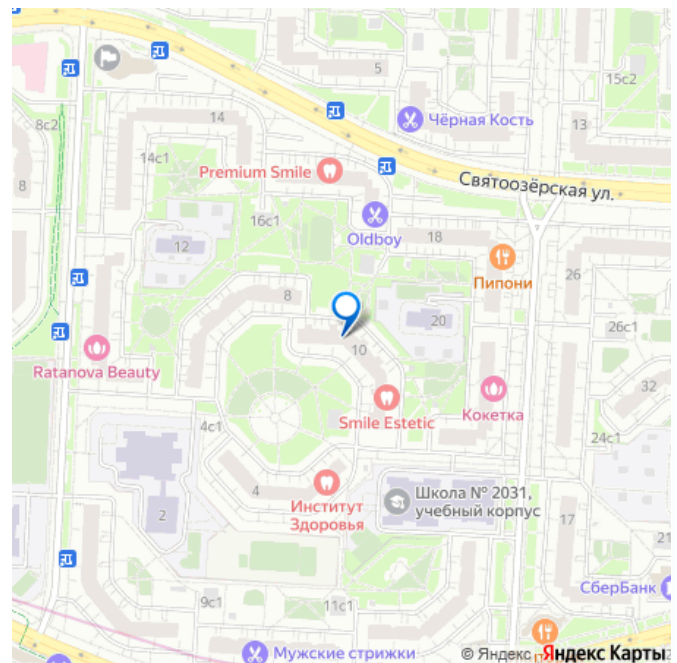 5
15с2
8с2
14
Чёрная Кость
13
14с1
8
Premium Smile
Святоозёрская ул.
16с1
12
Oldboy
18
26
Пипони
8
20
26с1
10
Ratanova Beauty
32
Smile Estetic
Кокетка
4с1
24с1
4
Институт
Здоровья
Школа № 2031,
учебный корпус
2
17
21
СберБанк
9с1
11с1
Мужские стрижки
© Яндекс
Яндекс Карты